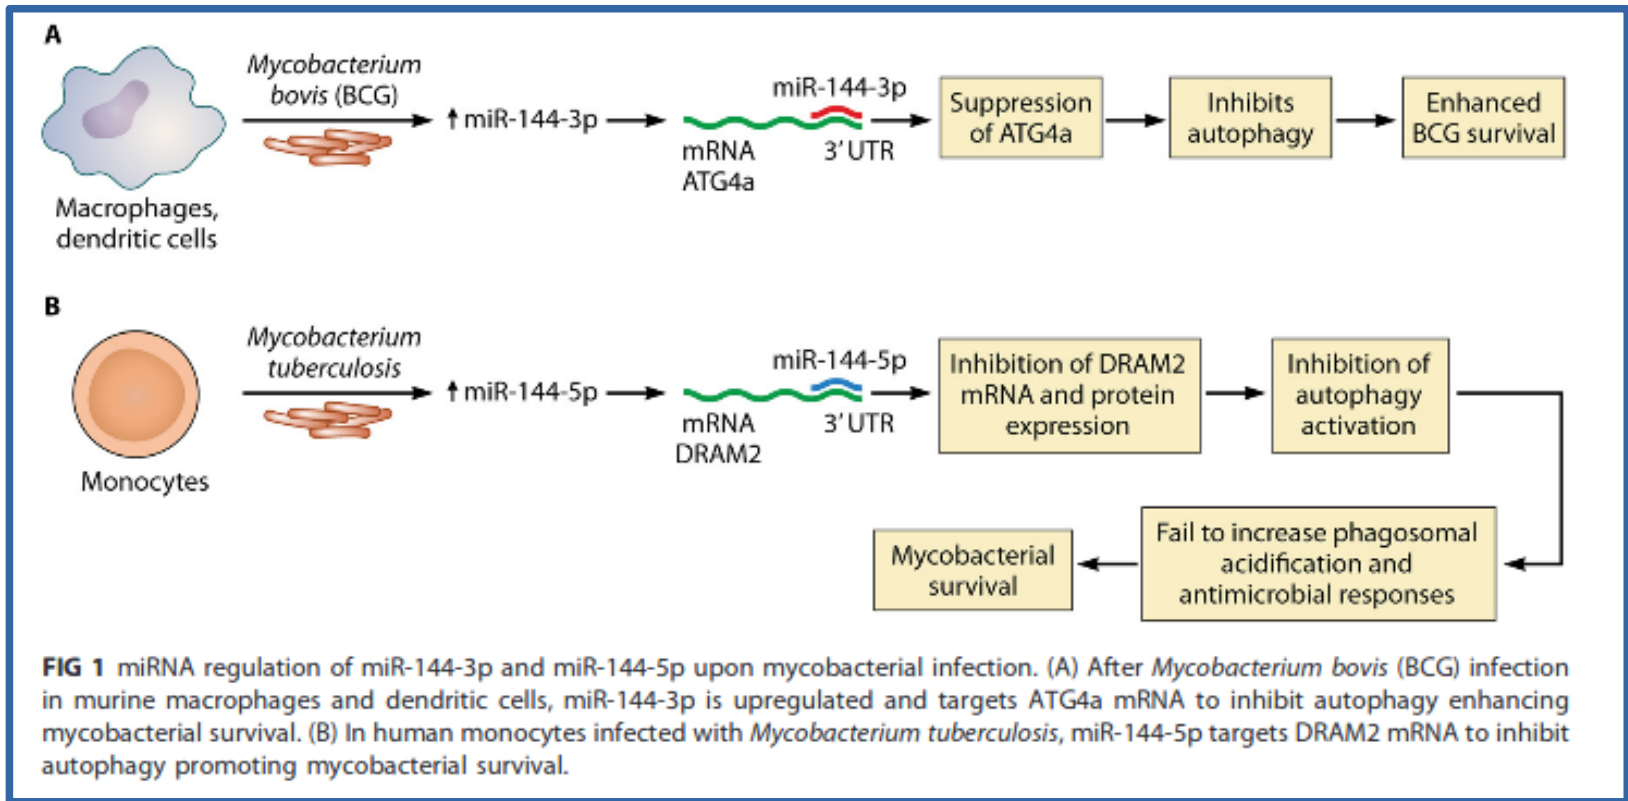 A
Mycobacterium
bovis (BCG)
Macrophages,
dendritic cells
↑ miR-144-3p
miR-144-3p
mRNA
ATG4a
3′ UTR
Suppression
of ATG4a
Inhibits
autophagy
Enhanced
BCG survival
B
Mycobacterium
tuberculosis
Monocytes
↑ miR-144-5p
miR-144-5p
mRNA
DRAM2
3′ UTR
Inhibition of DRAM2
mRNA and protein
expression
Inhibition of
autophagy
activation
Fail to increase phagosomal
acidification and
antimicrobial responses
Mycobacterial
survival
FIG 1 miRNA regulation of miR-144-3p and miR-144-5p upon mycobacterial infection. (A) After Mycobacterium bovis (BCG) infection
in murine macrophages and dendritic cells, miR-144-3p is upregulated and targets ATG4a mRNA to inhibit autophagy enhancing
mycobacterial survival. (B) In human monocytes infected with Mycobacterium tuberculosis, miR-144-5p targets DRAM2 mRNA to inhibit
autophagy promoting mycobacterial survival.